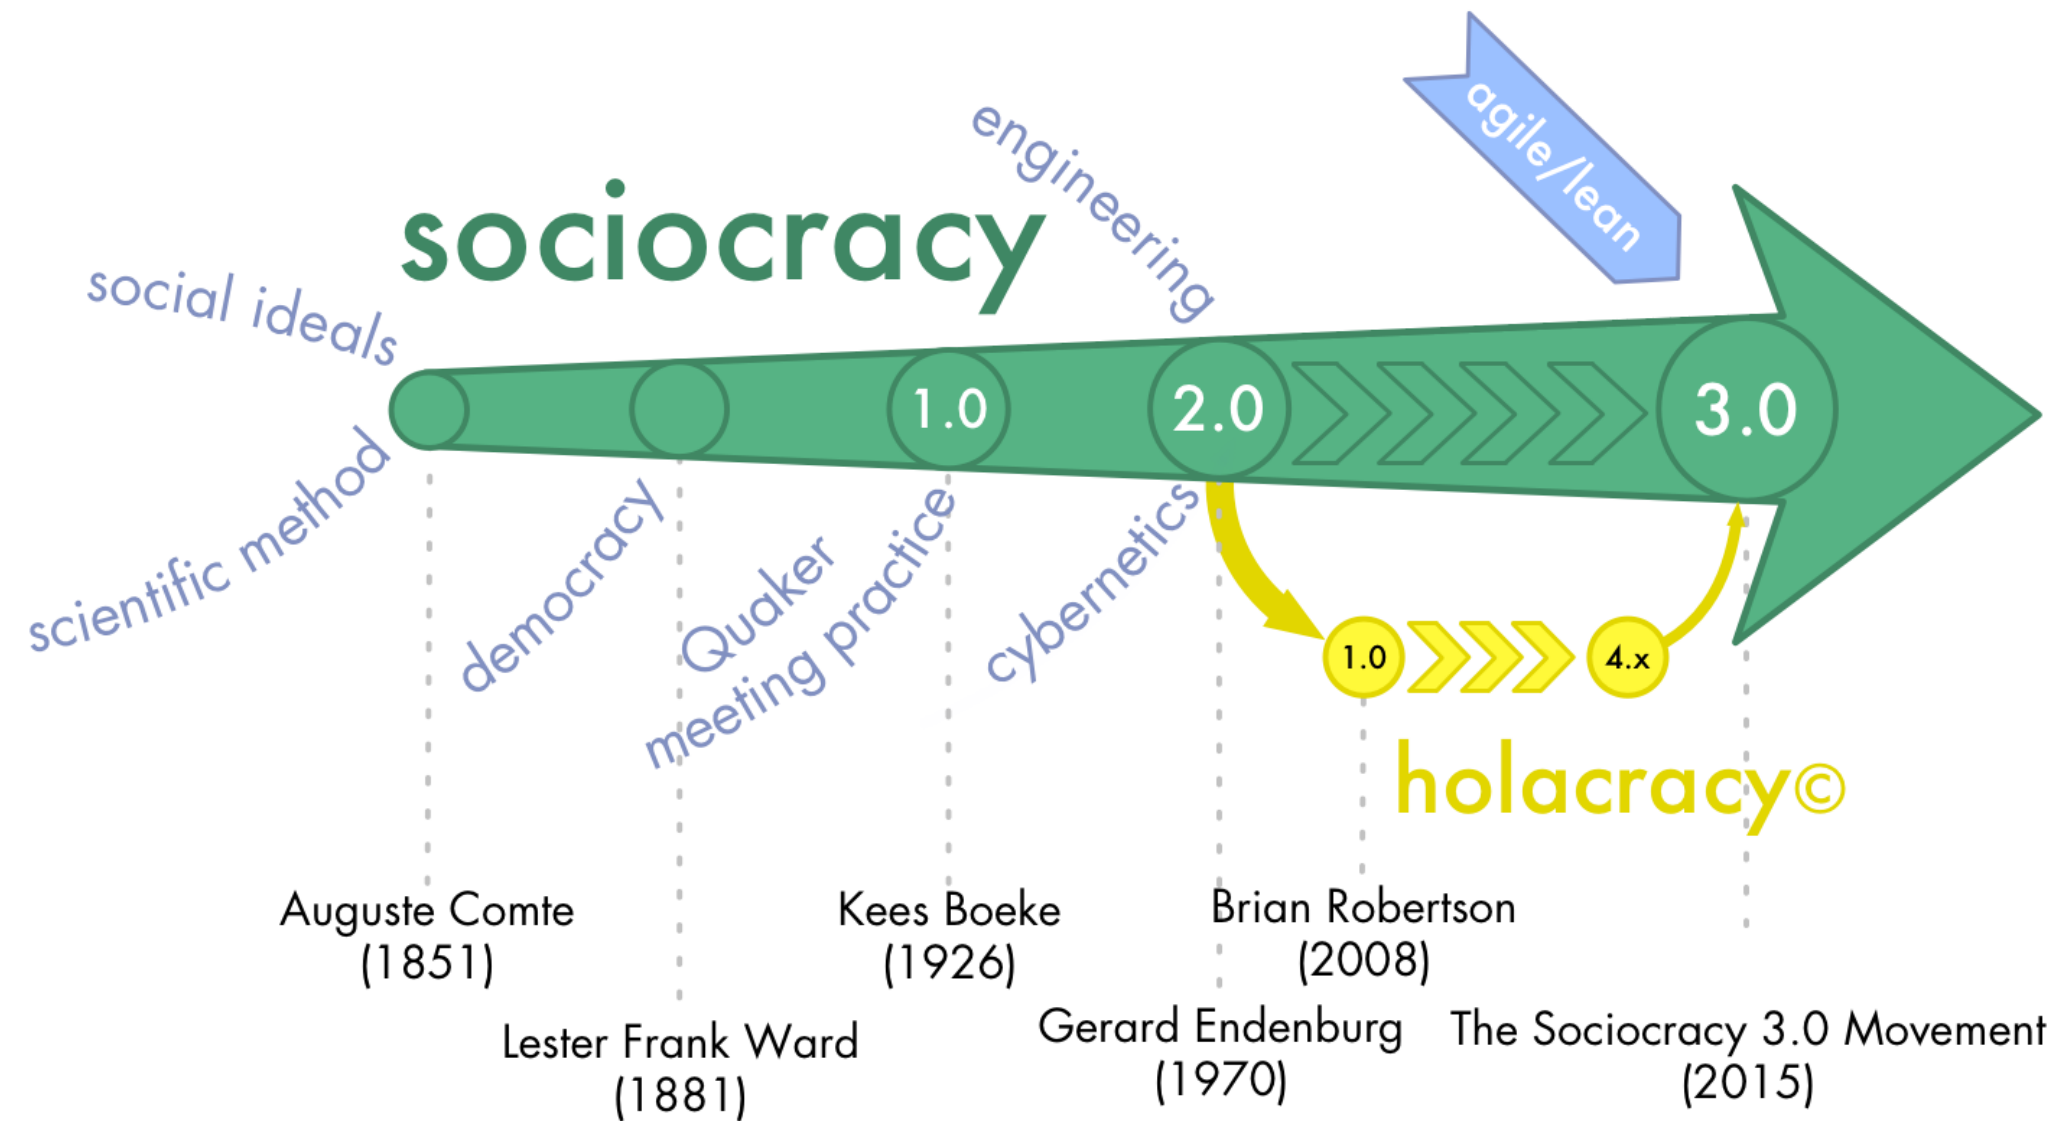 agile/lean
engineering
sociocracy
social ideals
1.0
2.0
3.0
scientific method
democracy
Quaker
meeting practice
cybernetics
1.0
4.x
holacracy©
Auguste Comte
(1851)
Lester Frank Ward
(1881)
Kees Boeke
(1926)
Gerard Endenburg
(1970)
Brian Robertson
(2008)
The Sociocracy 3.0 Movement
(2015)